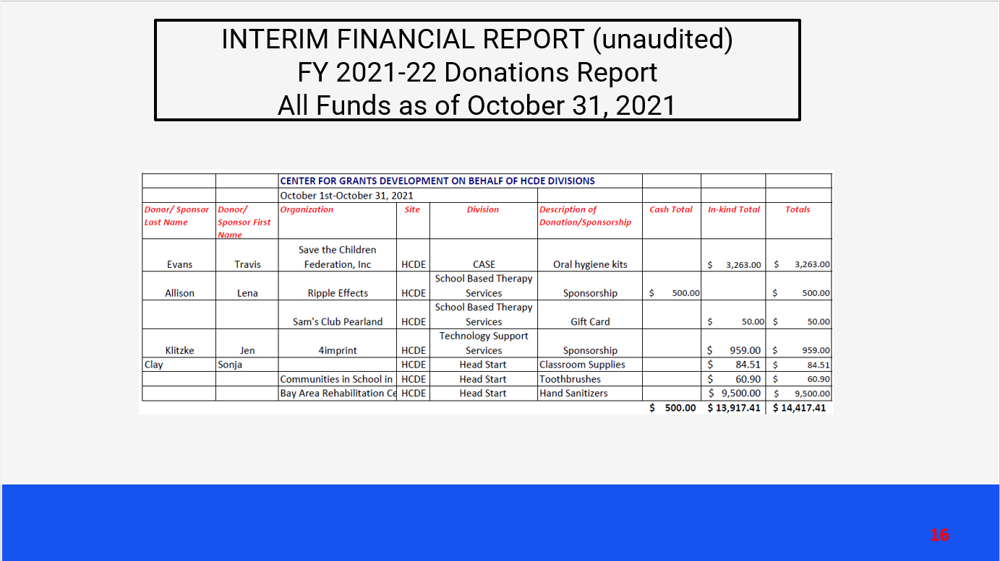 INTERIM FINANCIAL REPORT (unaudited)
FY 2021-22 Donations Report
All Funds as of October 31, 2021
CENTER FOR GRANTS DEVELOPMENT ON BEHALF OF HCDE DIVISIONS
October 1st-October 31, 2021
Donor/ Sponsor Last Name Donor/ Sponsor First Name Organization Site Division Description of Donation/Sponsorship Cash Total In-kind Total Totals
Evans Travis Save the Children Federation, Inc HCDE CASE Oral hygiene kits $ 3,263.00 $ 3,263.00
Allison Lena Ripple Effects HCDE School Based Therapy Services Sponsorship $ 500.00 $ 500.00
Sam's Club Pearland HCDE School Based Therapy Services Gift Card $ 50.00 $ 50.00
Klitzke Jen 4imprint HCDE Technology Support Services Sponsorship $ 959.00 $ 959.00
Clay Sonja HCDE Head Start Classroom Supplies $ 84.51 $ 84.51
Communities in School in HCDE Head Start Toothbrushes $ 60.90 $ 60.90
Bay Area Rehabilitation Ce HCDE Head Start Hand Sanitizers $ 9,500.00 $ 9,500.00
$ 500.00 $ 13,917.41 $ 14,417.41
16